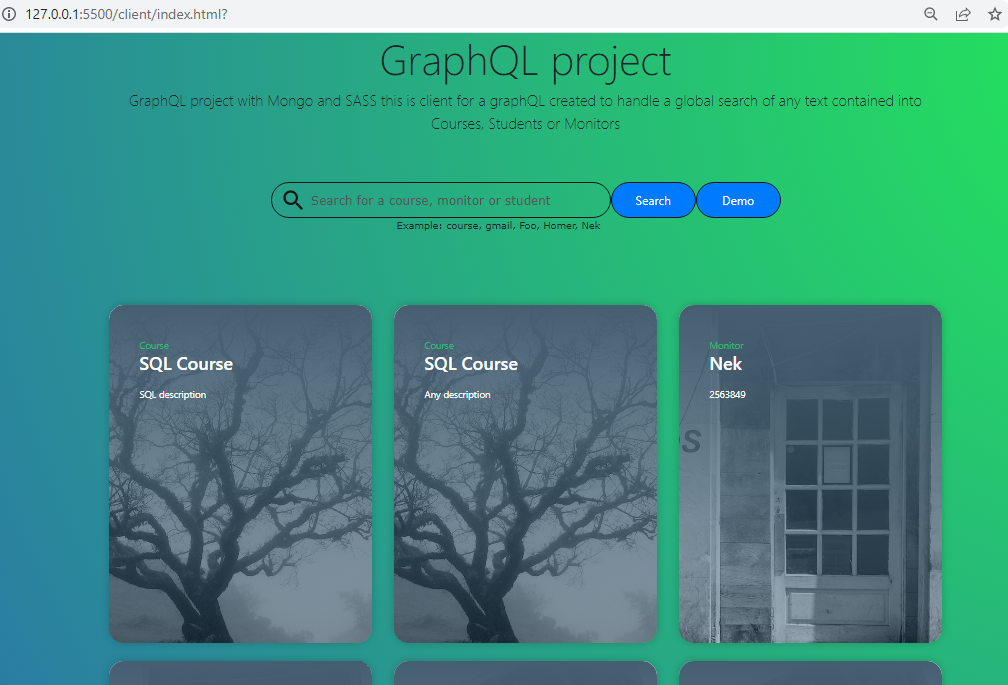 127.0.0.1:5500/client/index.html?
GraphQL project
GraphQL project with Mongo and SASS this is client for a graphQL created to handle a global search of any text contained into
Courses, Students or Monitors
Search for a course, monitor or student
Search
Demo
Example: course, gmail, Foo, Homer, Nek
Course
SQL Course
SQL description
Course
SQL Course
Any description
Monitor
Nek
2563849
S